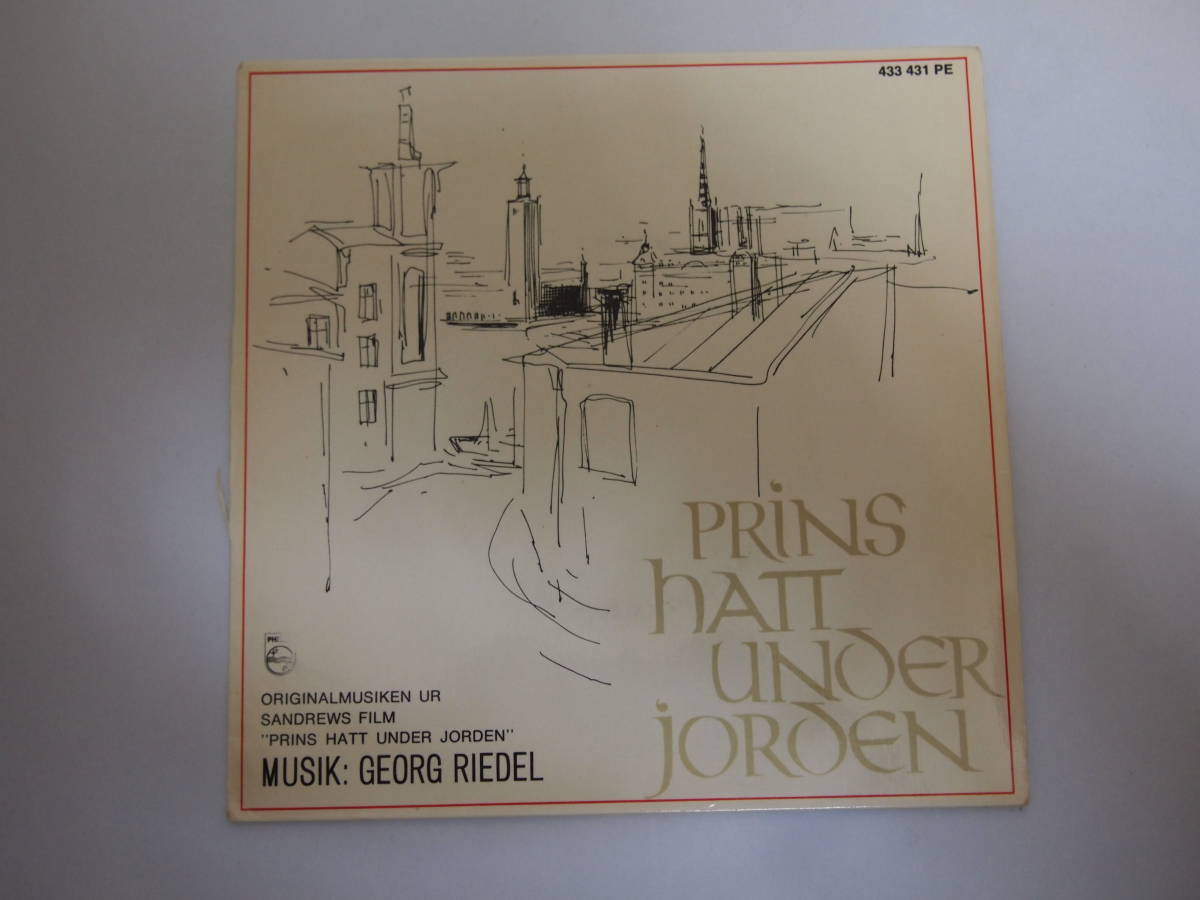 433 431 PE
PRINS
HATT
UNDER
JORDEN
ORIGINALMUSIKEN UR
SANDREWS FILM
"PRINS HATT UNDER JORDEN"
MUSIK: GEORG RIEDEL